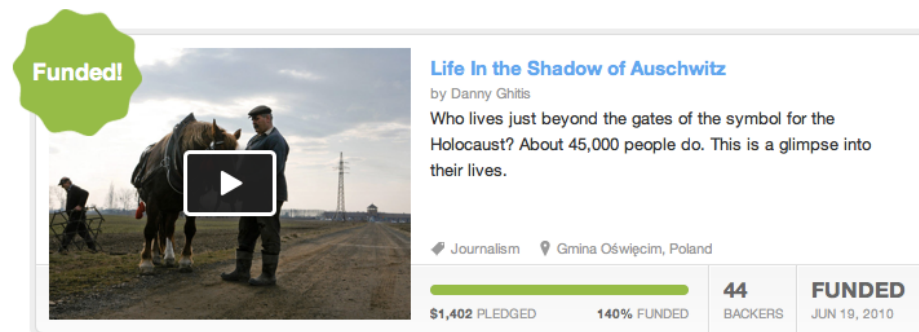 Funded!
Life In the Shadow of Auschwitz
by Danny Ghitis
Who lives just beyond the gates of the symbol for the
Holocaust? About 45,000 people do. This is a glimpse into
their lives.
Journalism Gmina Oświęcim, Poland
$1,402 PLEDGED 140% FUNDED
44
BACKERS
FUNDED
JUN 19, 2010